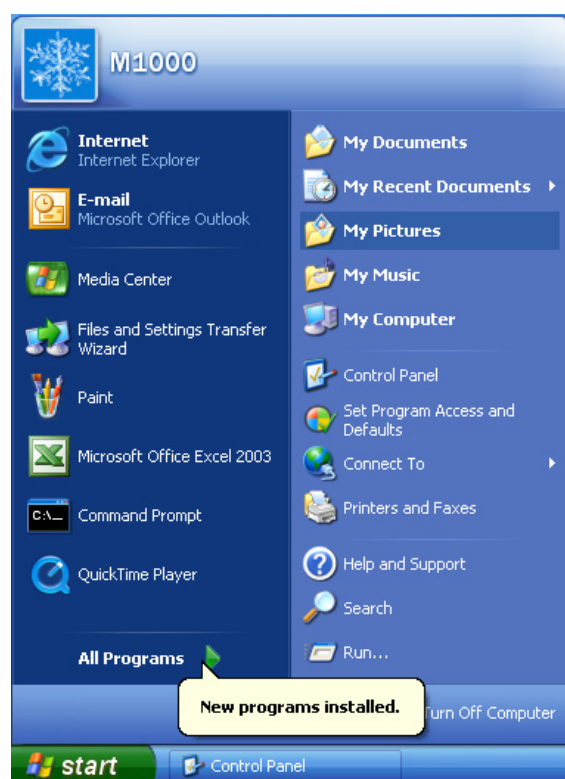 M1000
Internet
Internet Explorer
E-mail
Microsoft Office Outlook
Media Center
Files and Settings Transfer
Wizard
Paint
Microsoft Office Excel 2003
C:\_
Command Prompt
QuickTime Player
All Programs
My Documents
My Recent Documents
My Pictures
My Music
My Computer
Control Panel
Set Program Access and
Defaults
Connect To
Printers and Faxes
Help and Support
Search
Run...
New programs installed.
Turn Off Computer
start
Control Panel